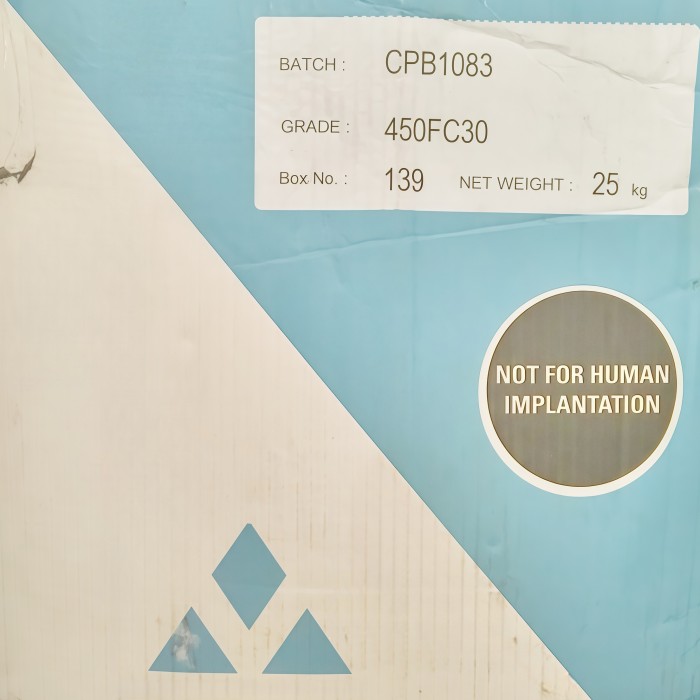 BATCH : CPB1083
GRADE : 450FC30
Box No. : 139 NET WEIGHT : 25 kg
NOT FOR HUMAN
IMPLANTATION